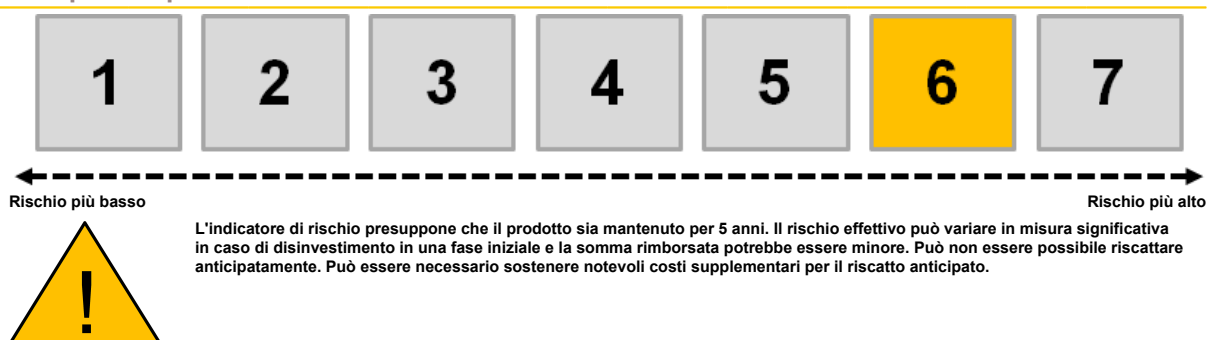 1 2 3 4 5 6 7
Rischio più basso Rischio più alto
L'indicatore di rischio presuppone che il prodotto sia mantenuto per 5 anni. Il rischio effettivo può variare in misura significativa
in caso di disinvestimento in una fase iniziale e la somma rimborsata potrebbe essere minore. Può non essere possibile riscattare
anticipatamente. Può essere necessario sostenere notevoli costi supplementari per il riscatto anticipato.
!